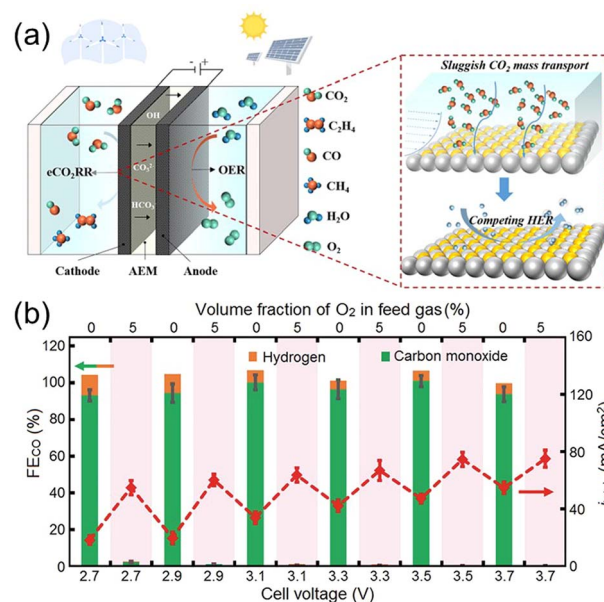 (a)
- +
Sluggish CO2 mass transport
CO2
OH-
C2H4
eCO2RR
CO3 2-
OER
CO
CH4
HCO3-
Competing HER
H2O
O2
Cathode AEM Anode
(b)
Volume fraction of O2 in feed gas (%)
0 5 0 5 0 5 0 5 0 5 0 5
120
100
80
60
40
20
0
FECO (%)
Hydrogen
Carbon monoxide
160
120
80
40
0
(mA/cm2)
2.7 2.7 2.9 2.9 3.1 3.1 3.3 3.3 3.5 3.5 3.7 3.7
Cell voltage (V)